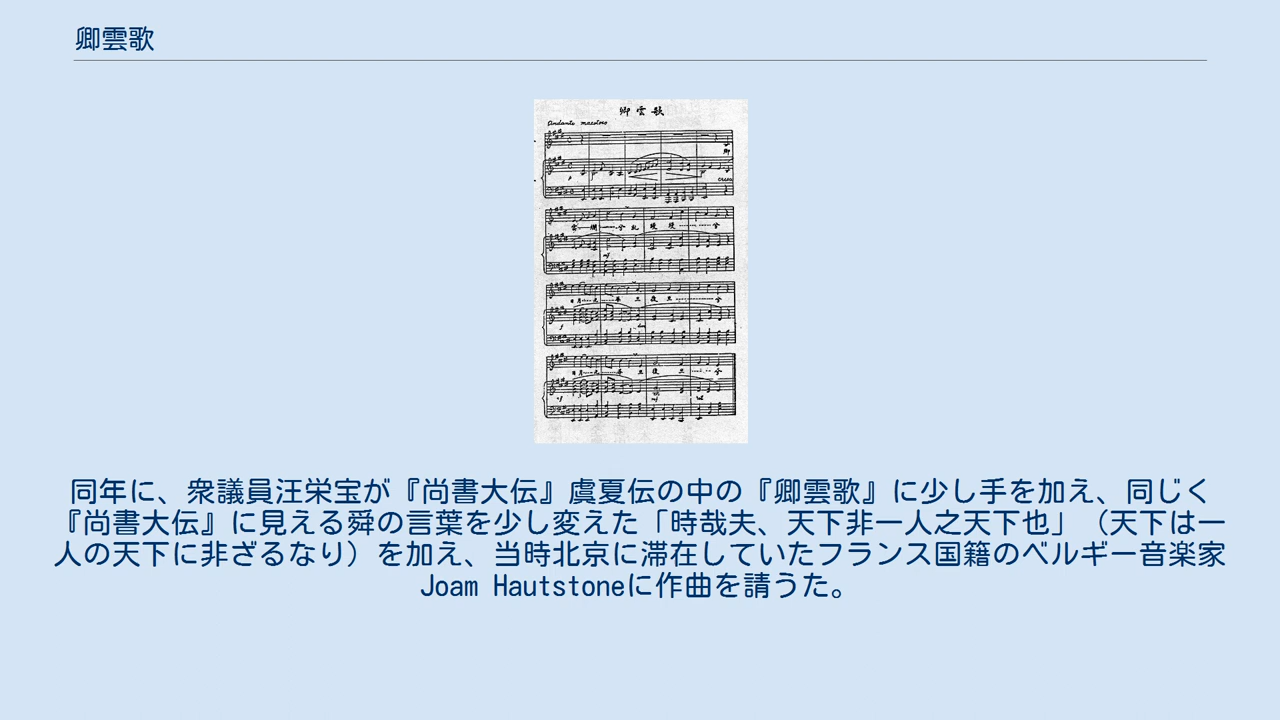 卿雲歌
卿雲歌
Andante maestoso
同年に、衆議員汪栄宝が『尚書大伝』虞夏伝の中の『卿雲歌』に少し手を加え、同じく
『尚書大伝』に見える舜の言葉を少し変えた「時哉夫、天下非一人之天下也」（天下は一
人の天下に非ざるなり）を加え、当時北京に滞在していたフランス国籍のベルギー音楽家
Joam Hautstoneに作曲を請うた。